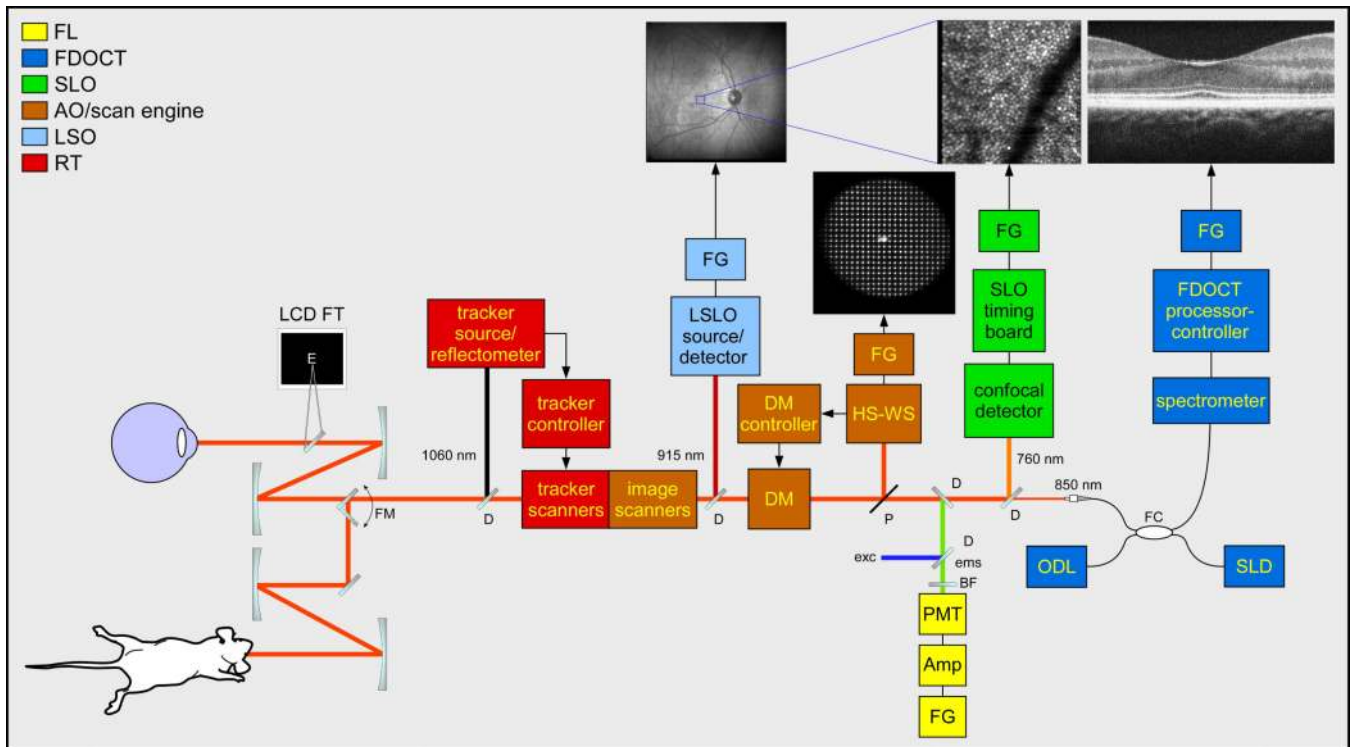 FL
FDOCT
SLO
AO/scan engine
LSO
RT
LCD FT
E
tracker
source/
reflectometer
tracker
controller
tracker
scanners
image
scanners
1060 nm
D
FM
FG
LSLO
source/
detector
915 nm
D
DM
controller
DM
FG
HS-WS
P
FG
SLO
timing
board
confocal
detector
760 nm
D
D
850 nm
FG
FDOCT
processor-
controller
spectrometer
FC
ODL
SLD
exc
D
ems
BF
PMT
Amp
FG